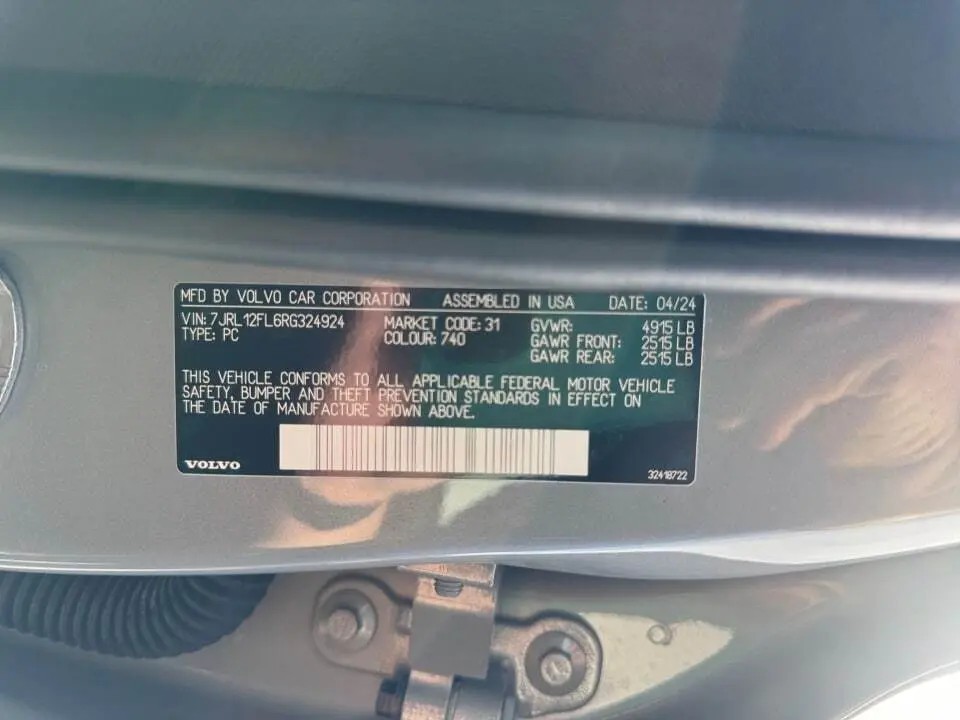 MFD BY VOLVO CAR CORPORATION ASSEMBLED IN USA DATE: 04/24
VIN: 7JRL12FL6RG324924 MARKET CODE: 31 GVWR: 4915 LB
TYPE: PC COLOUR: 740 GAWR FRONT: 2515 LB
GAWR REAR: 2515 LB
THIS VEHICLE CONFORMS TO ALL APPLICABLE FEDERAL MOTOR VEHICLE
SAFETY, BUMPER AND THEFT PREVENTION STANDARDS IN EFFECT ON
THE DATE OF MANUFACTURE SHOWN ABOVE.
VOLVO 32418722